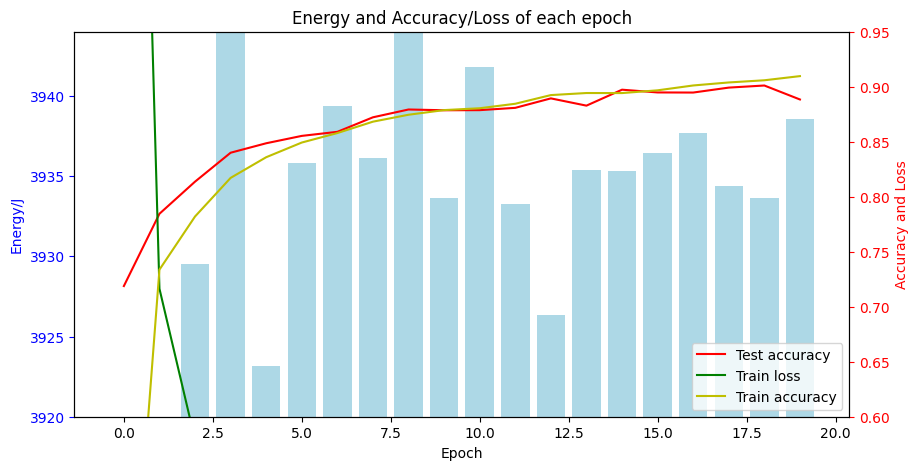 Energy and Accuracy/Loss of each epoch
Energy/J
3940
3935
3930
3925
3920
0.95
0.90
0.85
0.80
0.75
0.70
0.65
0.60
Accuracy and Loss
Test accuracy
Train loss
Train accuracy
0.0 2.5 5.0 7.5 10.0 12.5 15.0 17.5 20.0
Epoch